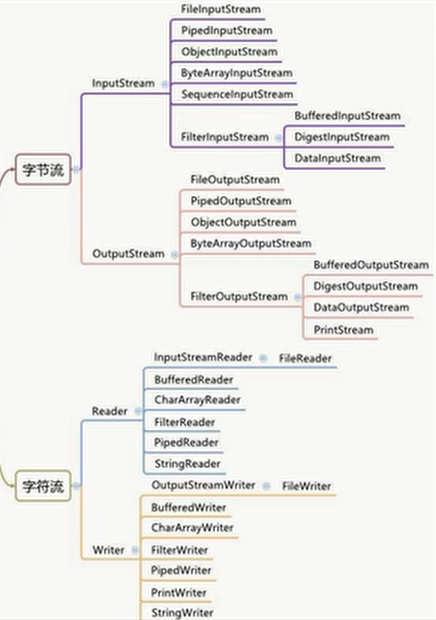 字节流
InputStream
FileInputStream
PipedInputStream
ObjectInputStream
ByteArrayInputStream
SequenceInputStream
FilterInputStream
BufferedInputStream
DigestInputStream
DataInputStream
OutputStream
FileOutputStream
PipedOutputStream
ObjectOutputStream
ByteArrayOutputStream
FilterOutputStream
BufferedOutputStream
DigestOutputStream
DataOutputStream
PrintStream
字符流
Reader
InputStreamReader
FileReader
BufferedReader
CharArrayReader
FilterReader
PipedReader
StringReader
Writer
OutputStreamWriter
FileWriter
BufferedWriter
CharArrayWriter
FilterWriter
PipedWriter
PrintWriter
StringWriter